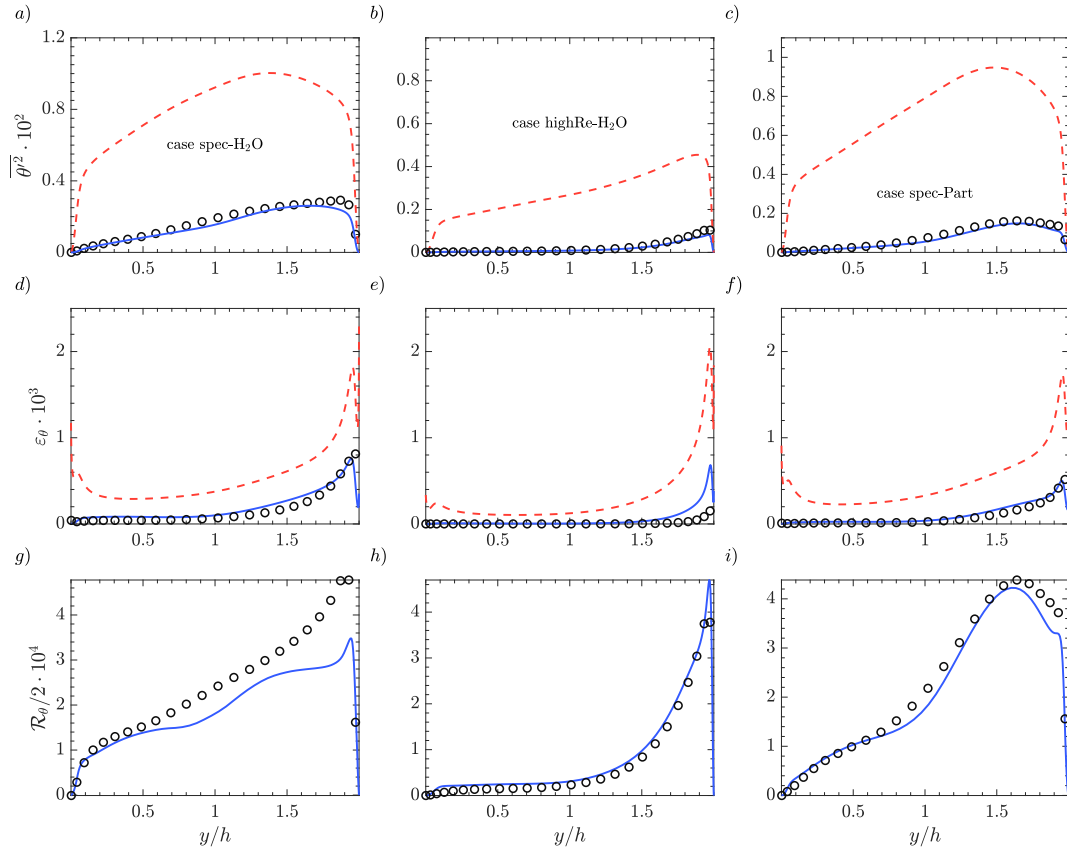 a) b) c)
1.2
0.8
0.4
0
0.5 1 1.5
case spec-H₂O
\overline{θ'^2} · 10²
0.8
0.6
0.4
0.2
0
0.5 1 1.5
case highRe-H₂O
1
0.8
0.6
0.4
0.2
0
0.5 1 1.5
case spec-Part
d) e) f)
2
1
0
0.5 1 1.5
ε_θ · 10³
2
1
0
0.5 1 1.5
2
1
0
0.5 1 1.5
g) h) i)
4
3
2
1
0
0.5 1 1.5
ℛ_θ/2 · 10⁴
y/h
4
3
2
1
0
0.5 1 1.5
y/h
4
2
0
0.5 1 1.5
y/h